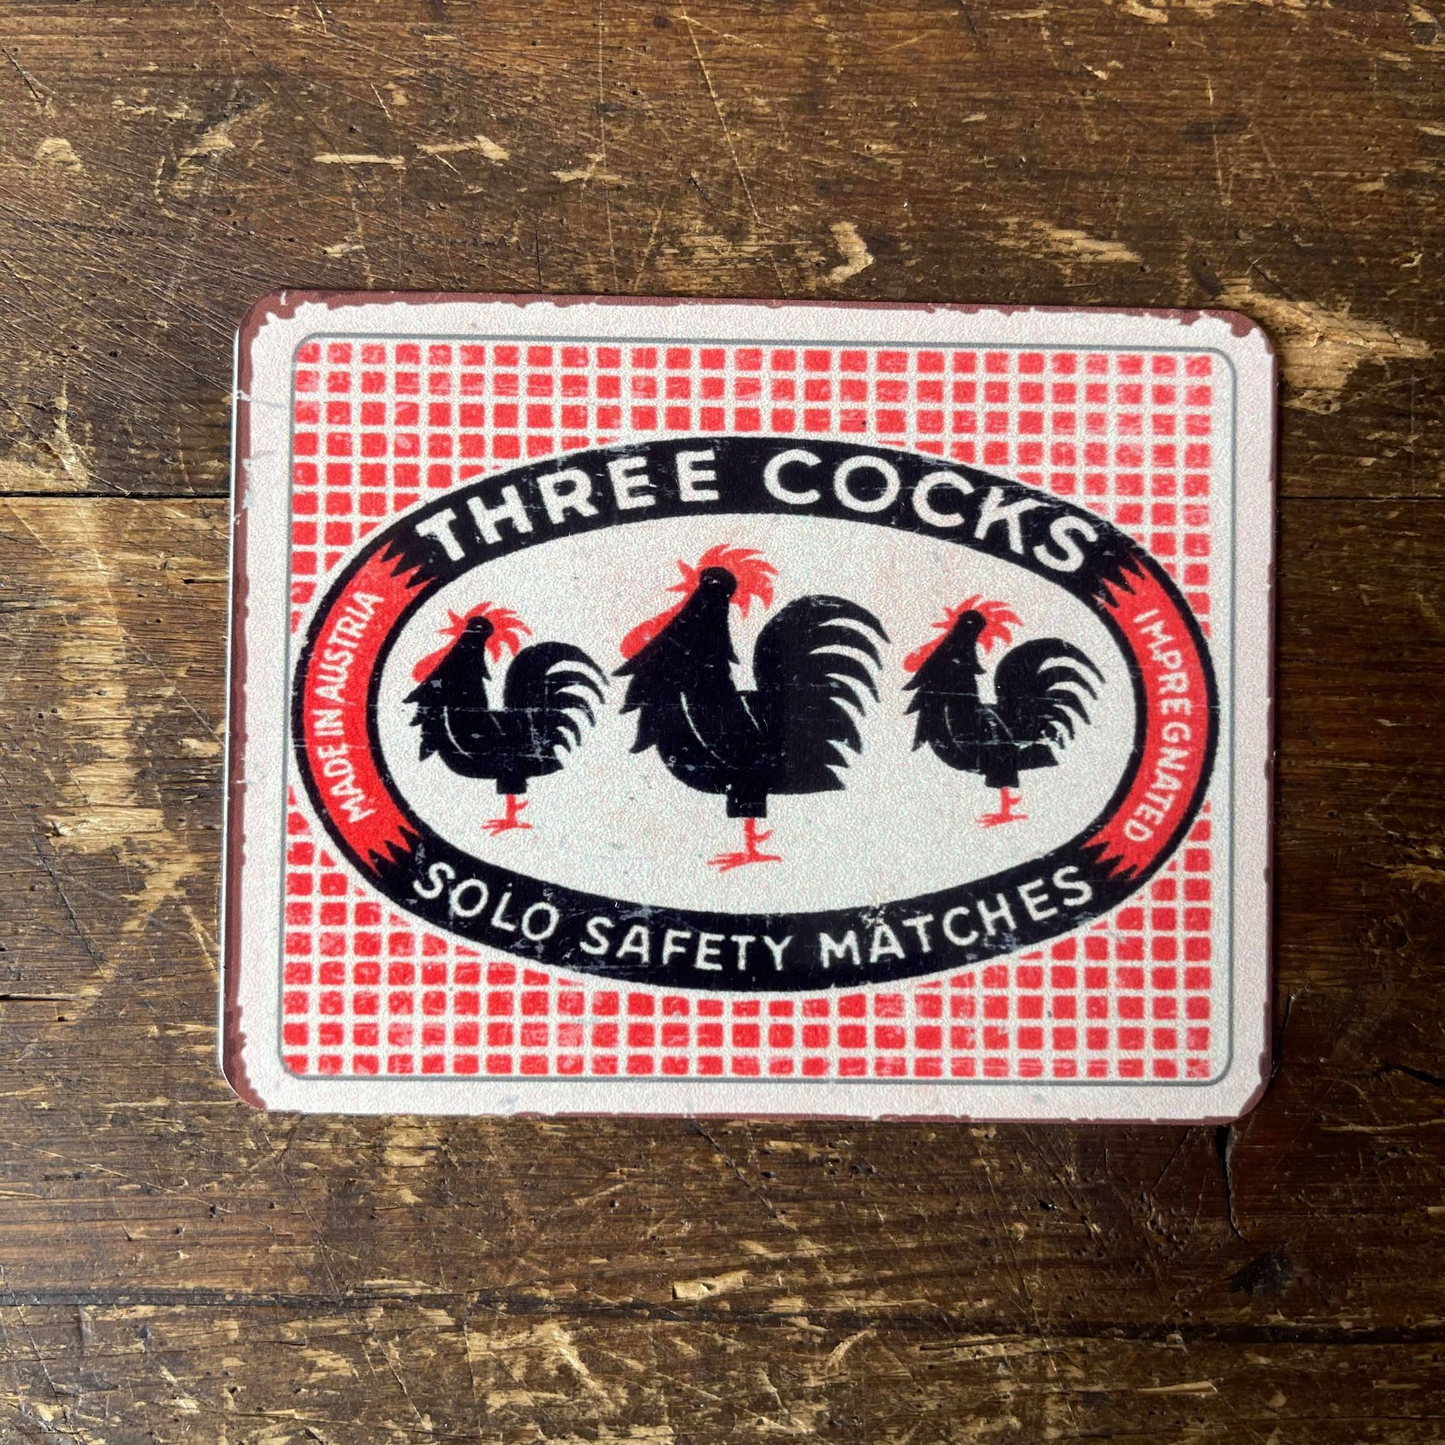 THREE COCKS
MADE IN AUSTRIA
IMPREGNATED
SOLO SAFETY MATCHES